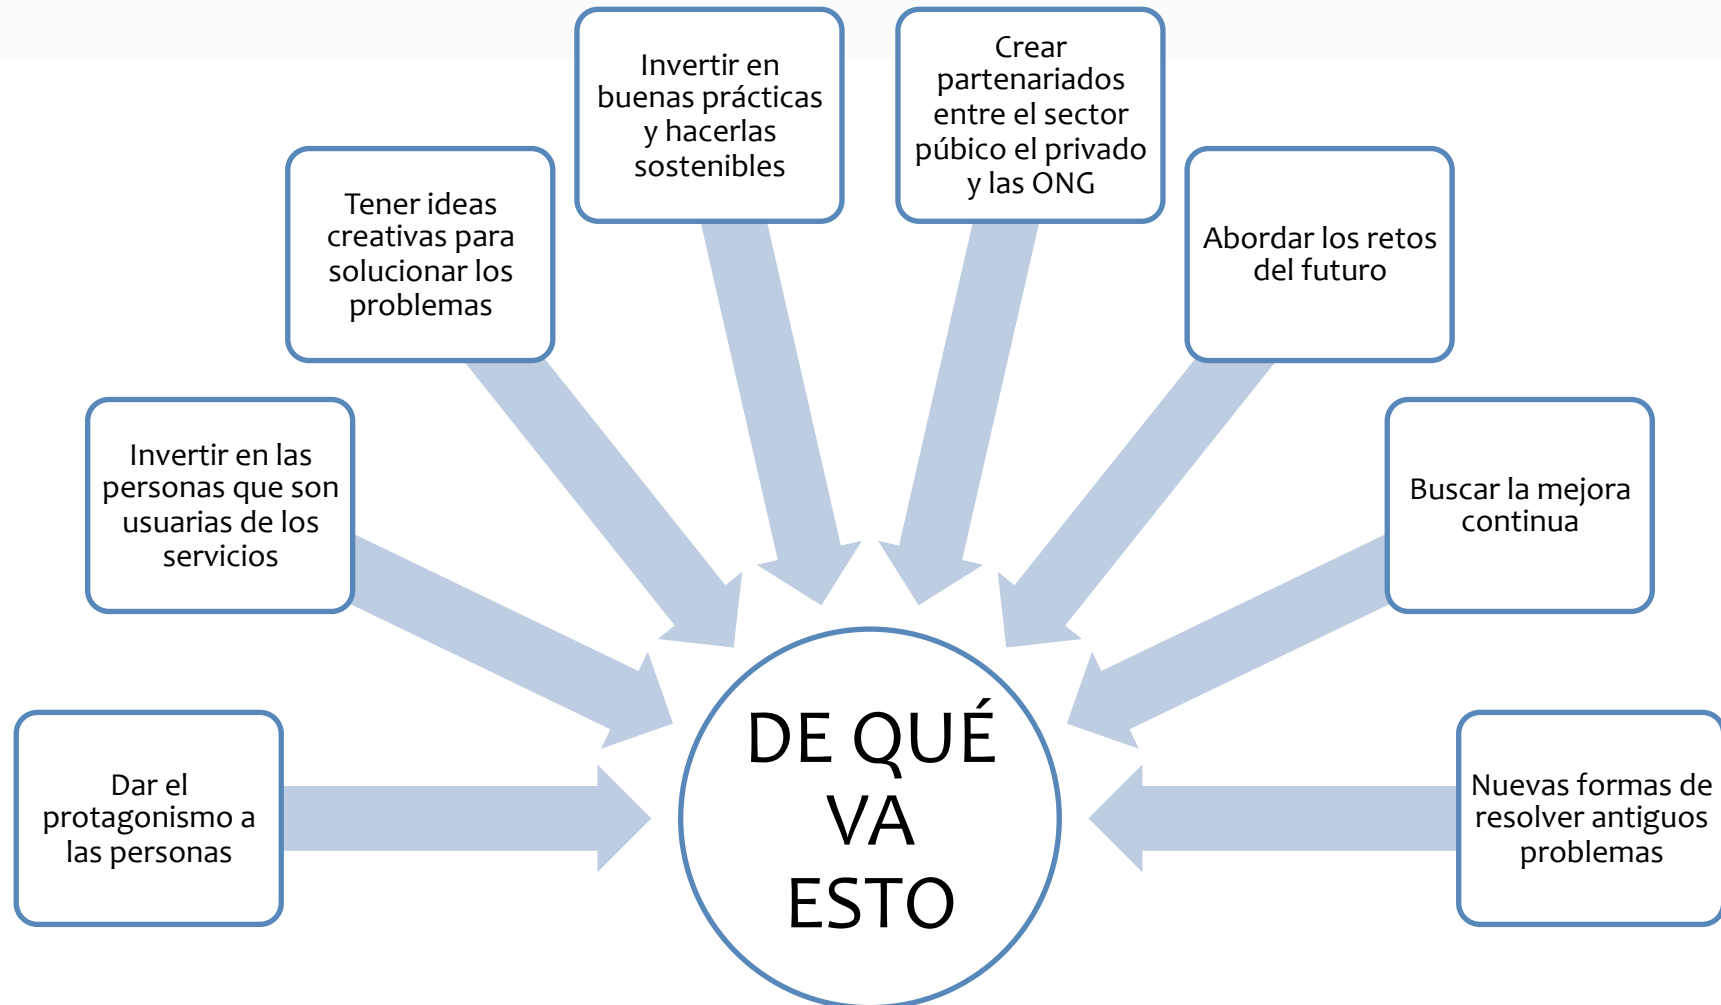 Dar el
protagonismo a
las personas
Invertir en las
personas que son
usuarias de los
servicios
Tener ideas
creativas para
solucionar los
problemas
Invertir en
buenas prácticas
y hacerlas
sostenibles
Crear
partenariados
entre el sector
púbico el privado
y las ONG
Abordar los retos
del futuro
Buscar la mejora
continua
Nuevas formas de
resolver antiguos
problemas
DE QUÉ
VA
ESTO